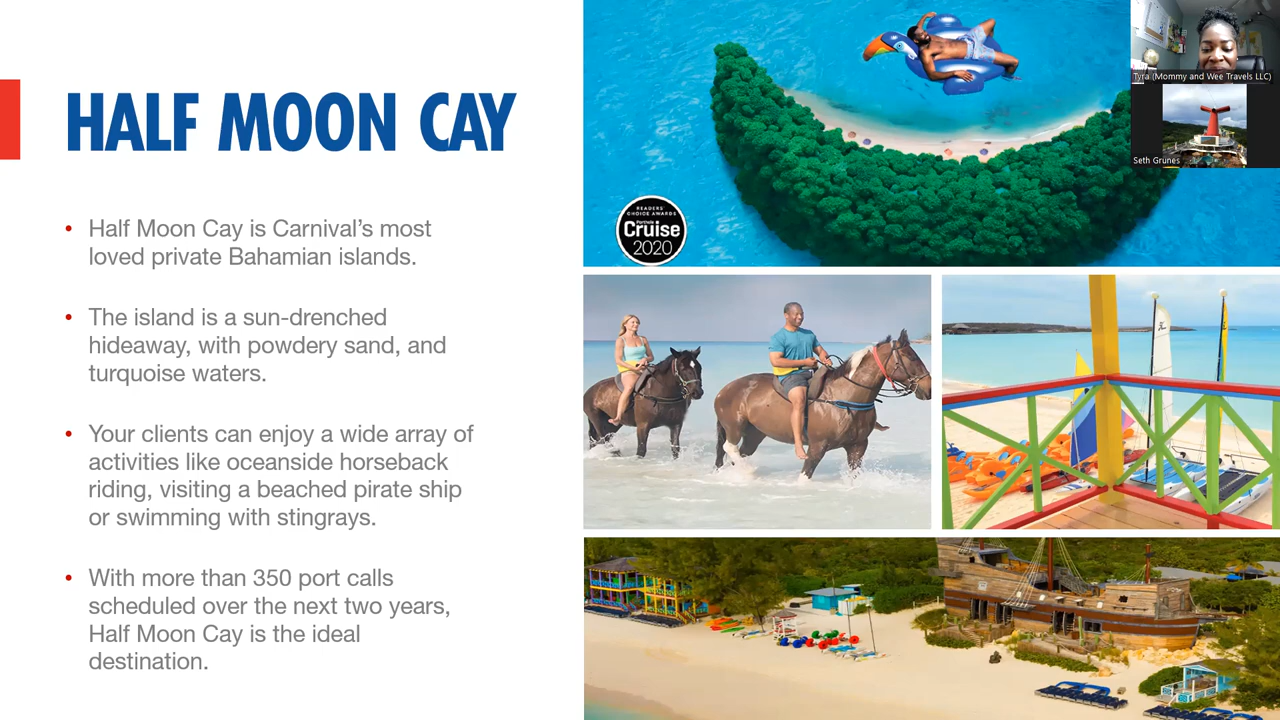 HALF MOON CAY
• Half Moon Cay is Carnival's most
loved private Bahamian islands.
• The island is a sun-drenched
hideaway, with powdery sand, and
turquoise waters.
• Your clients can enjoy a wide array of
activities like oceanside horseback
riding, visiting a beached pirate ship
or swimming with stingrays.
• With more than 350 port calls
scheduled over the next two years,
Half Moon Cay is the ideal
destination.
READERS'
CHOICE AWARDS
Porthole
Cruise
2020
Tyra (Mommy and Wee Travels LLC)
Seth Grunes